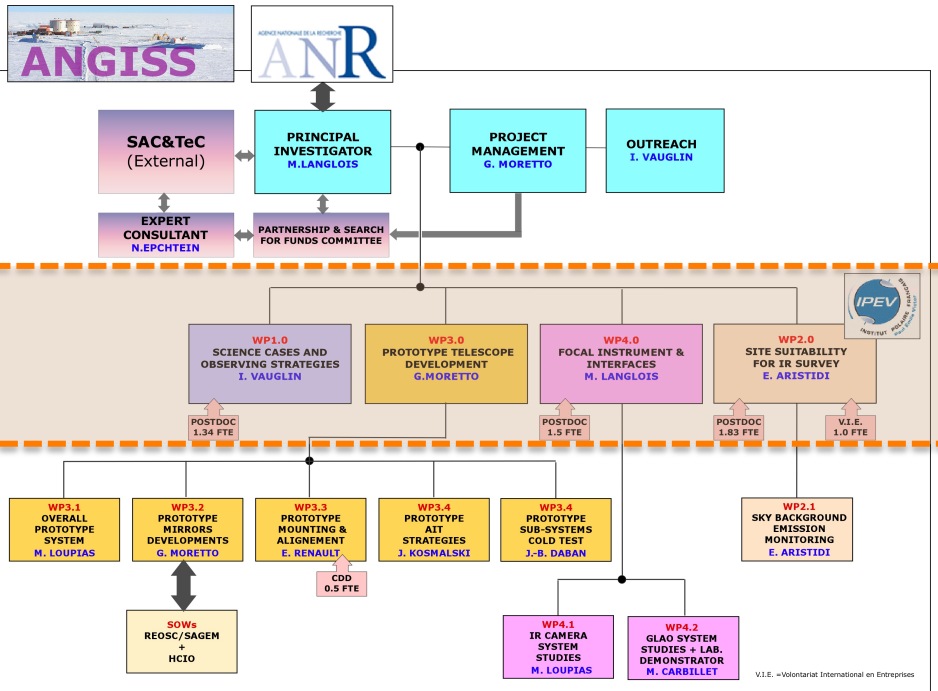 ANGISS
AGENCE NATIONALE DE LA RECHERCHE
ANR
SAC&TeC
(External)
PRINCIPAL
INVESTIGATOR
M.LANGLOIS
PROJECT
MANAGEMENT
G. MORETTO
OUTREACH
I. VAUGLIN
EXPERT
CONSULTANT
N.EPCHTEIN
PARTNERSHIP & SEARCH
FOR FUNDS COMMITTEE
IPEV
INSTITUT POLAIRE FRANÇAIS
Paul Emile Victor
WP1.0
SCIENCE CASES AND
OBSERVING STRATEGIES
I. VAUGLIN
WP3.0
PROTOTYPE TELESCOPE
DEVELOPMENT
G.MORETTO
WP4.0
FOCAL INSTRUMENT &
INTERFACES
M. LANGLOIS
WP2.0
SITE SUITABILITY
FOR IR SURVEY
E. ARISTIDI
POSTDOC
1.34 FTE
POSTDOC
1.5 FTE
POSTDOC
1.83 FTE
V.I.E.
1.0 FTE
WP3.1
OVERALL
PROTOTYPE
SYSTEM
M. LOUPIAS
WP3.2
PROTOTYPE
MIRRORS
DEVELOPMENTS
G. MORETTO
WP3.3
PROTOTYPE
MOUNTING &
ALIGNEMENT
E. RENAULT
WP3.4
PROTOTYPE
AIT
STRATEGIES
J. KOSMALSKI
WP3.4
PROTOTYPE
SUB-SYSTEMS
COLD TEST
J.-B. DABAN
WP2.1
SKY BACKGROUND
EMISSION
MONITORING
E. ARISTIDI
CDD
0.5 FTE
SOWs
REOSC/SAGEM
+
HCIO
WP4.1
IR CAMERA
SYSTEM
STUDIES
M. LOUPIAS
WP4.2
GLAO SYSTEM
STUDIES + LAB.
DEMONSTRATOR
M. CARBILLET
V.I.E. =Volontariat International en Entreprises